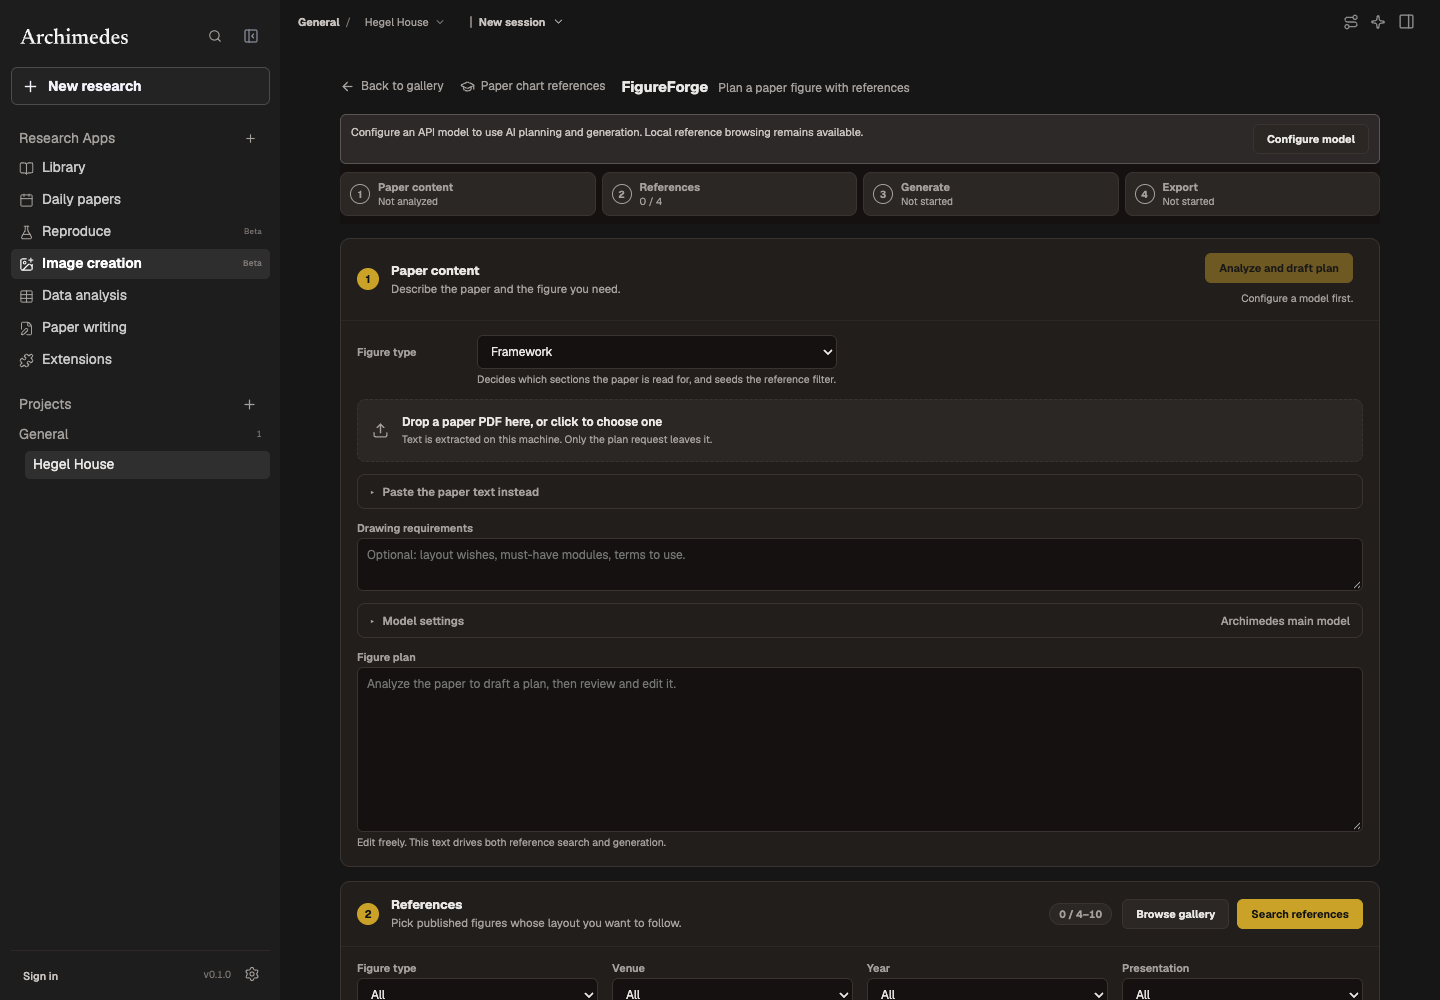 Archimedes
New research
Research Apps
Library
Daily papers
Reproduce Beta
Image creation Beta
Data analysis
Paper writing
Extensions
Projects
General 1
Hegel House
Sign in v0.1.0
General / Hegel House | New session
Back to gallery Paper chart references FigureForge Plan a paper figure with references
Configure an API model to use AI planning and generation. Local reference browsing remains available.
Configure model
1 Paper content
Not analyzed
2 References
0 / 4
3 Generate
Not started
4 Export
Not started
1 Paper content
Describe the paper and the figure you need.
Analyze and draft plan
Configure a model first.
Figure type Framework
Decides which sections the paper is read for, and seeds the reference filter.
Drop a paper PDF here, or click to choose one
Text is extracted on this machine. Only the plan request leaves it.
Paste the paper text instead
Drawing requirements
Optional: layout wishes, must-have modules, terms to use.
Model settings Archimedes main model
Figure plan
Analyze the paper to draft a plan, then review and edit it.
Edit freely. This text drives both reference search and generation.
2 References
Pick published figures whose layout you want to follow.
0 / 4–10 Browse gallery Search references
Figure type Venue Year Presentation
All All All All